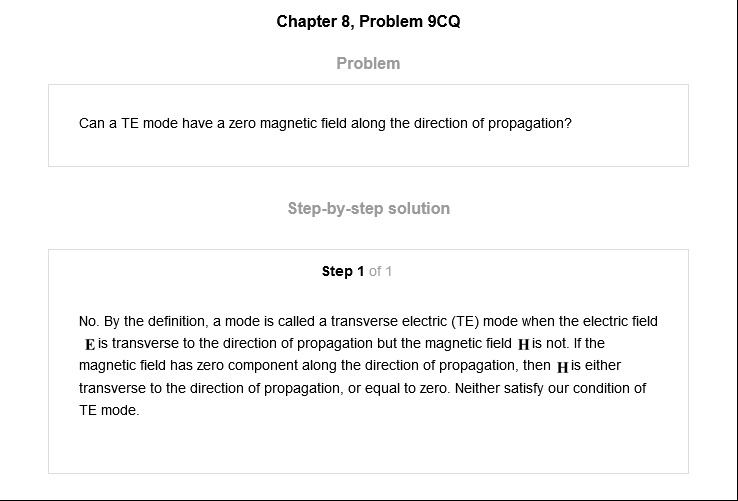 Chapter 8, Problem 9CQ
Problem
Can a TE mode have a zero magnetic field along the direction of propagation?
Step-by-step solution
Step 1 of 1
No. By the definition, a mode is called a transverse electric (TE) mode when the electric field
E is transverse to the direction of propagation but the magnetic field H is not. If the
magnetic field has zero component along the direction of propagation, then H is either
transverse to the direction of propagation, or equal to zero. Neither satisfy our condition of
TE mode.